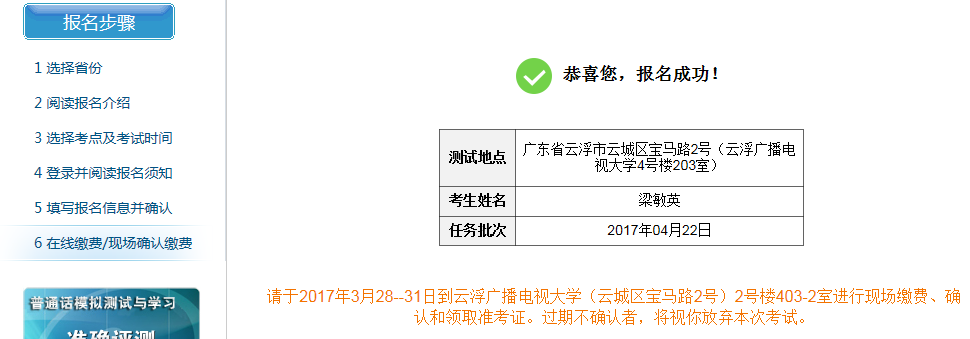 报名步骤
1 选择省份
2 阅读报名介绍
3 选择考点及考试时间
4 登录并阅读报名须知
5 填写报名信息并确认
6 在线缴费/现场确认缴费
普通话模拟测试与学习
准确评测
恭喜您，报名成功！
测试地点
广东省云浮市云城区宝马路2号（云浮广播电
视大学4号楼203室）
考生姓名
梁敏英
任务批次
2017年04月22日
请于2017年3月28--31日到云浮广播电视大学（云城区宝马路2号）2号楼403-2室进行现场缴费、确
认和领取准考证。过期不确认者，将视你放弃本次考试。